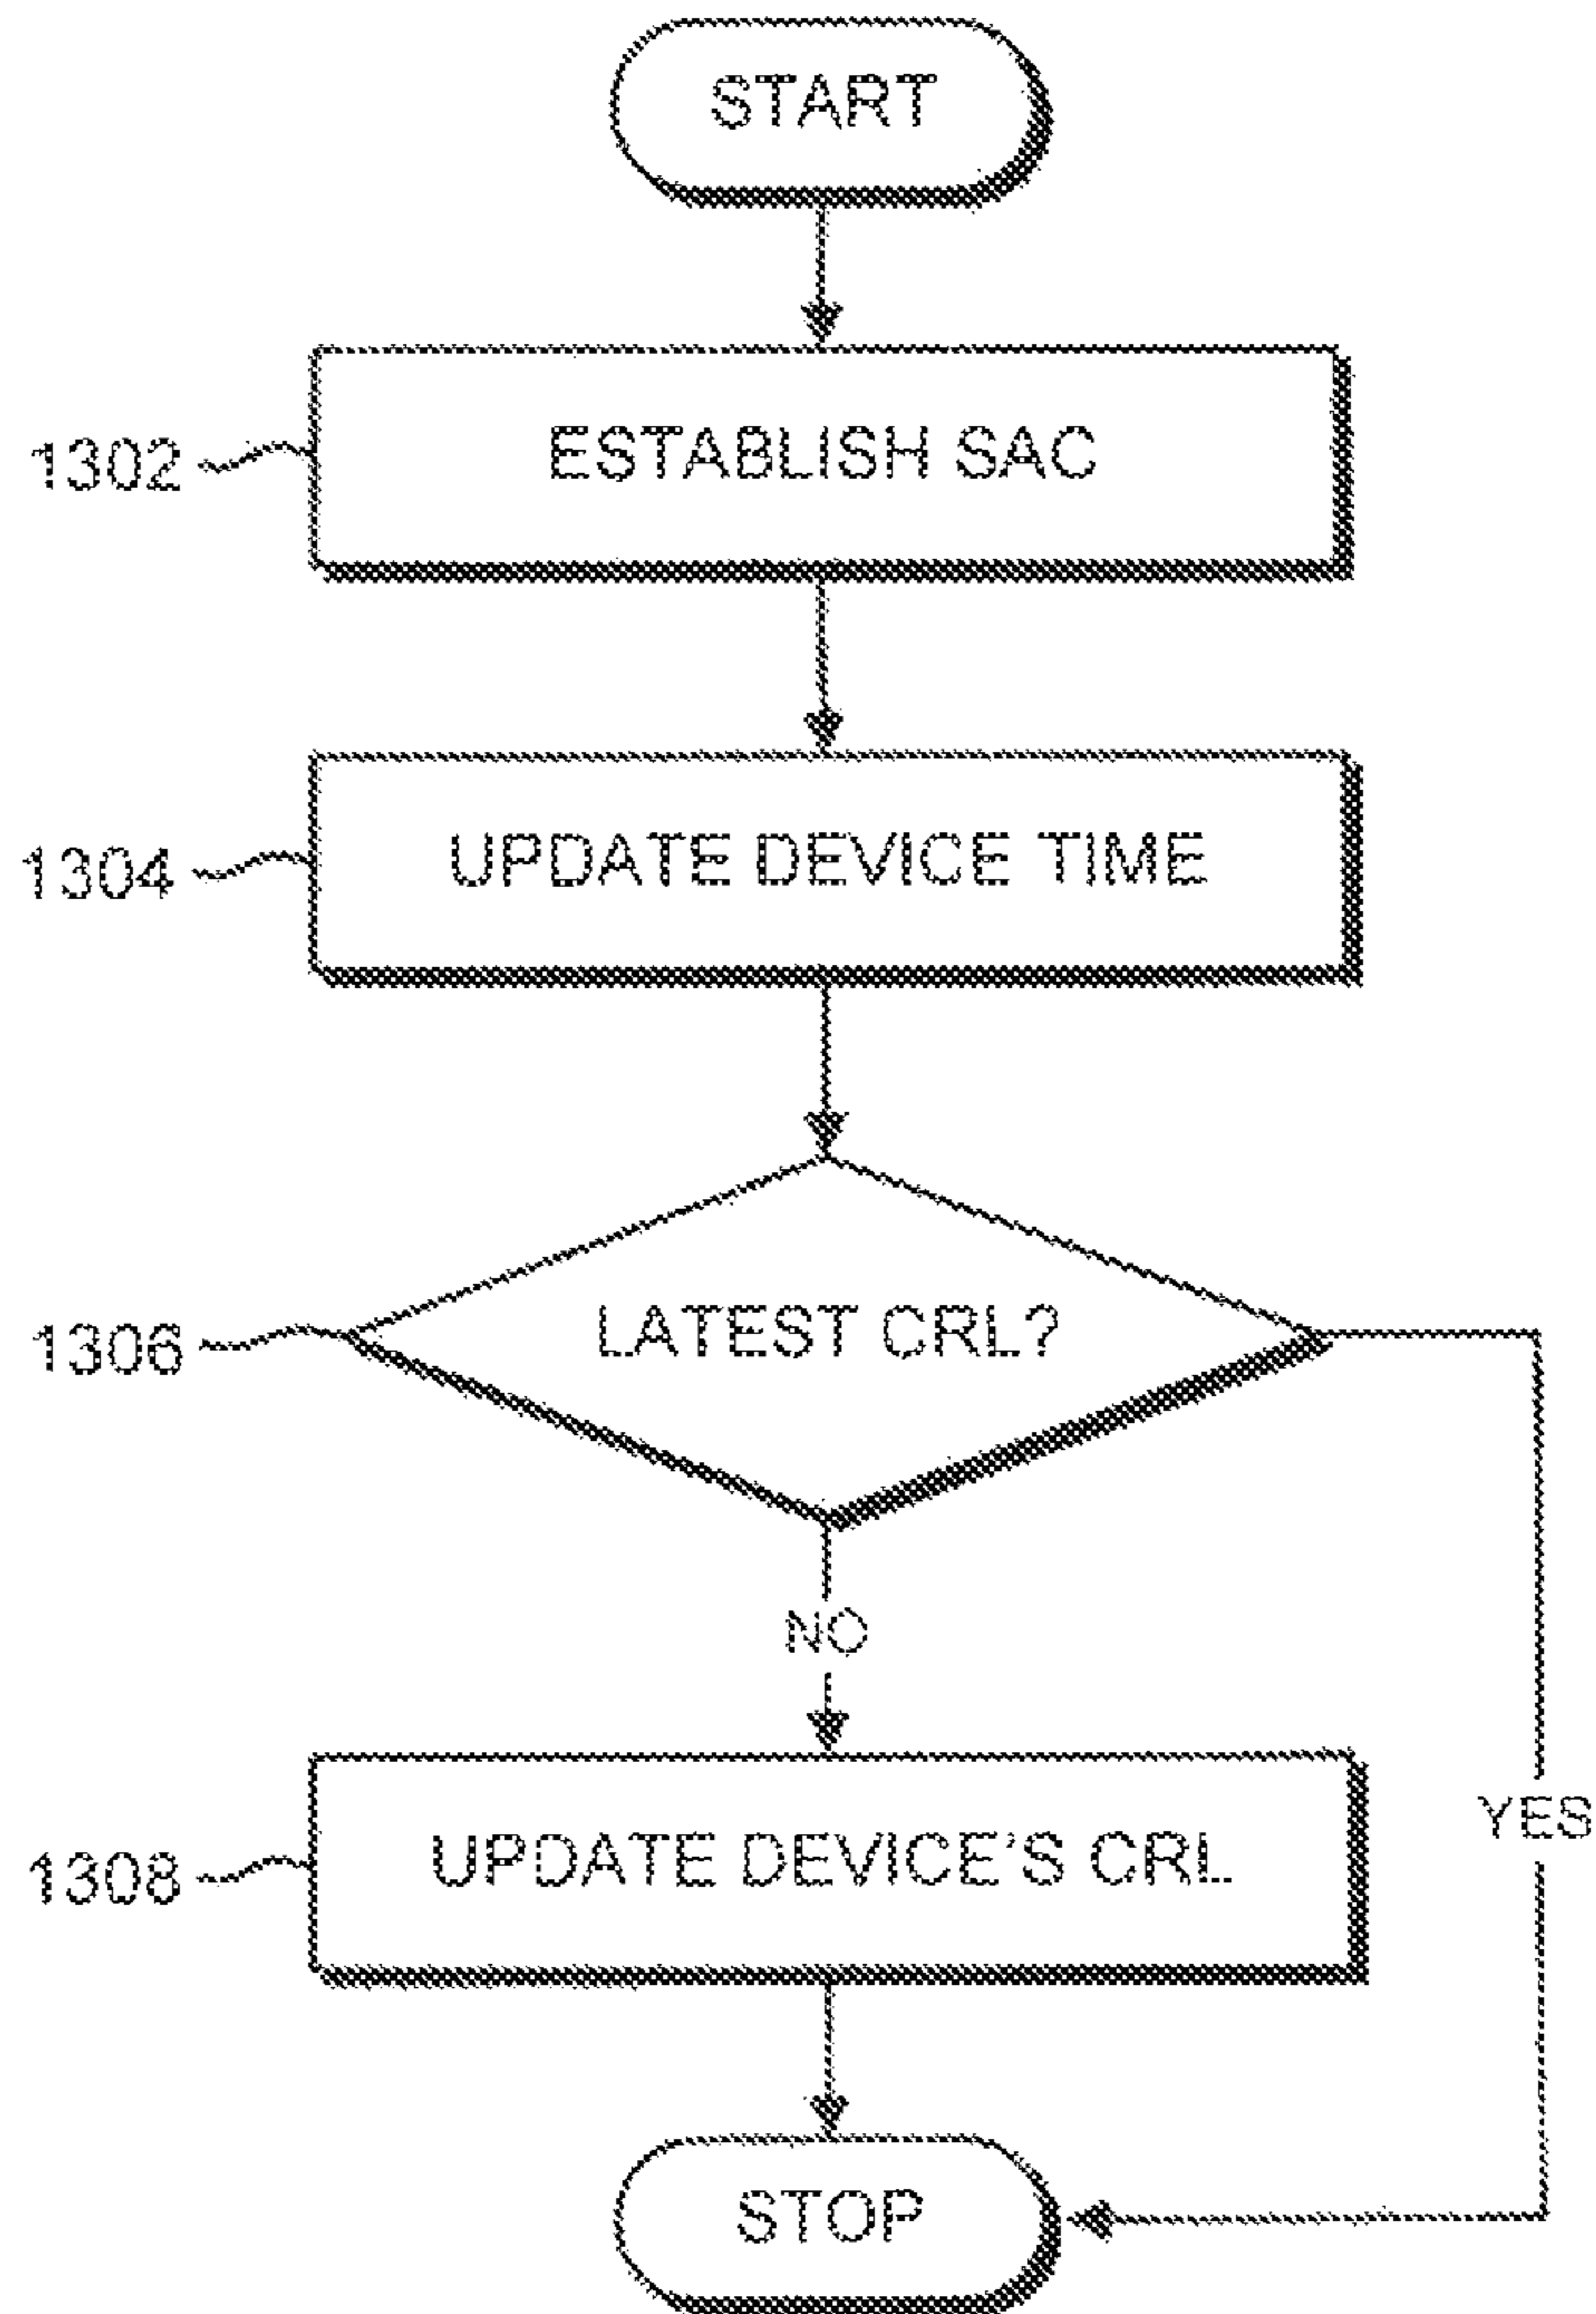 START
1302 ESTABLISH SAC
1304 UPDATE DEVICE TIME
1306 LATEST CRL?
NO
YES
1308 UPDATE DEVICE'S CRL
STOP